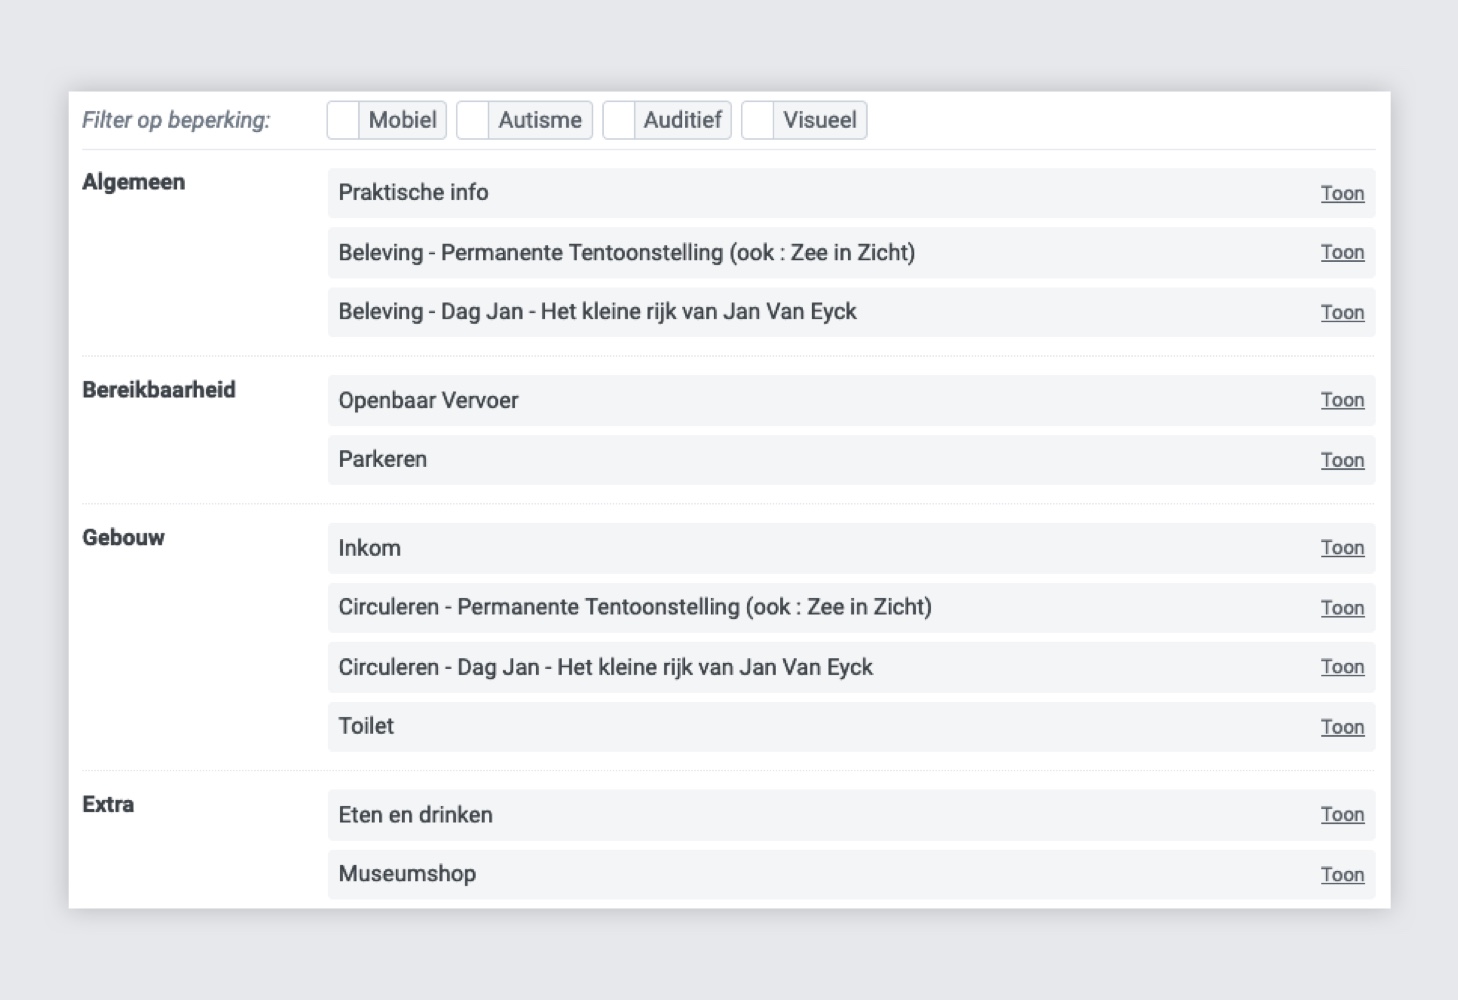 Filter op beperking: Mobiel Autisme Auditief Visueel
Algemeen
Praktische info Toon
Beleving - Permanente Tentoonstelling (ook : Zee in Zicht) Toon
Beleving - Dag Jan - Het kleine rijk van Jan Van Eyck Toon
Bereikbaarheid
Openbaar Vervoer Toon
Parkeren Toon
Gebouw
Inkom Toon
Circuleren - Permanente Tentoonstelling (ook : Zee in Zicht) Toon
Circuleren - Dag Jan - Het kleine rijk van Jan Van Eyck Toon
Toilet Toon
Extra
Eten en drinken Toon
Museumshop Toon